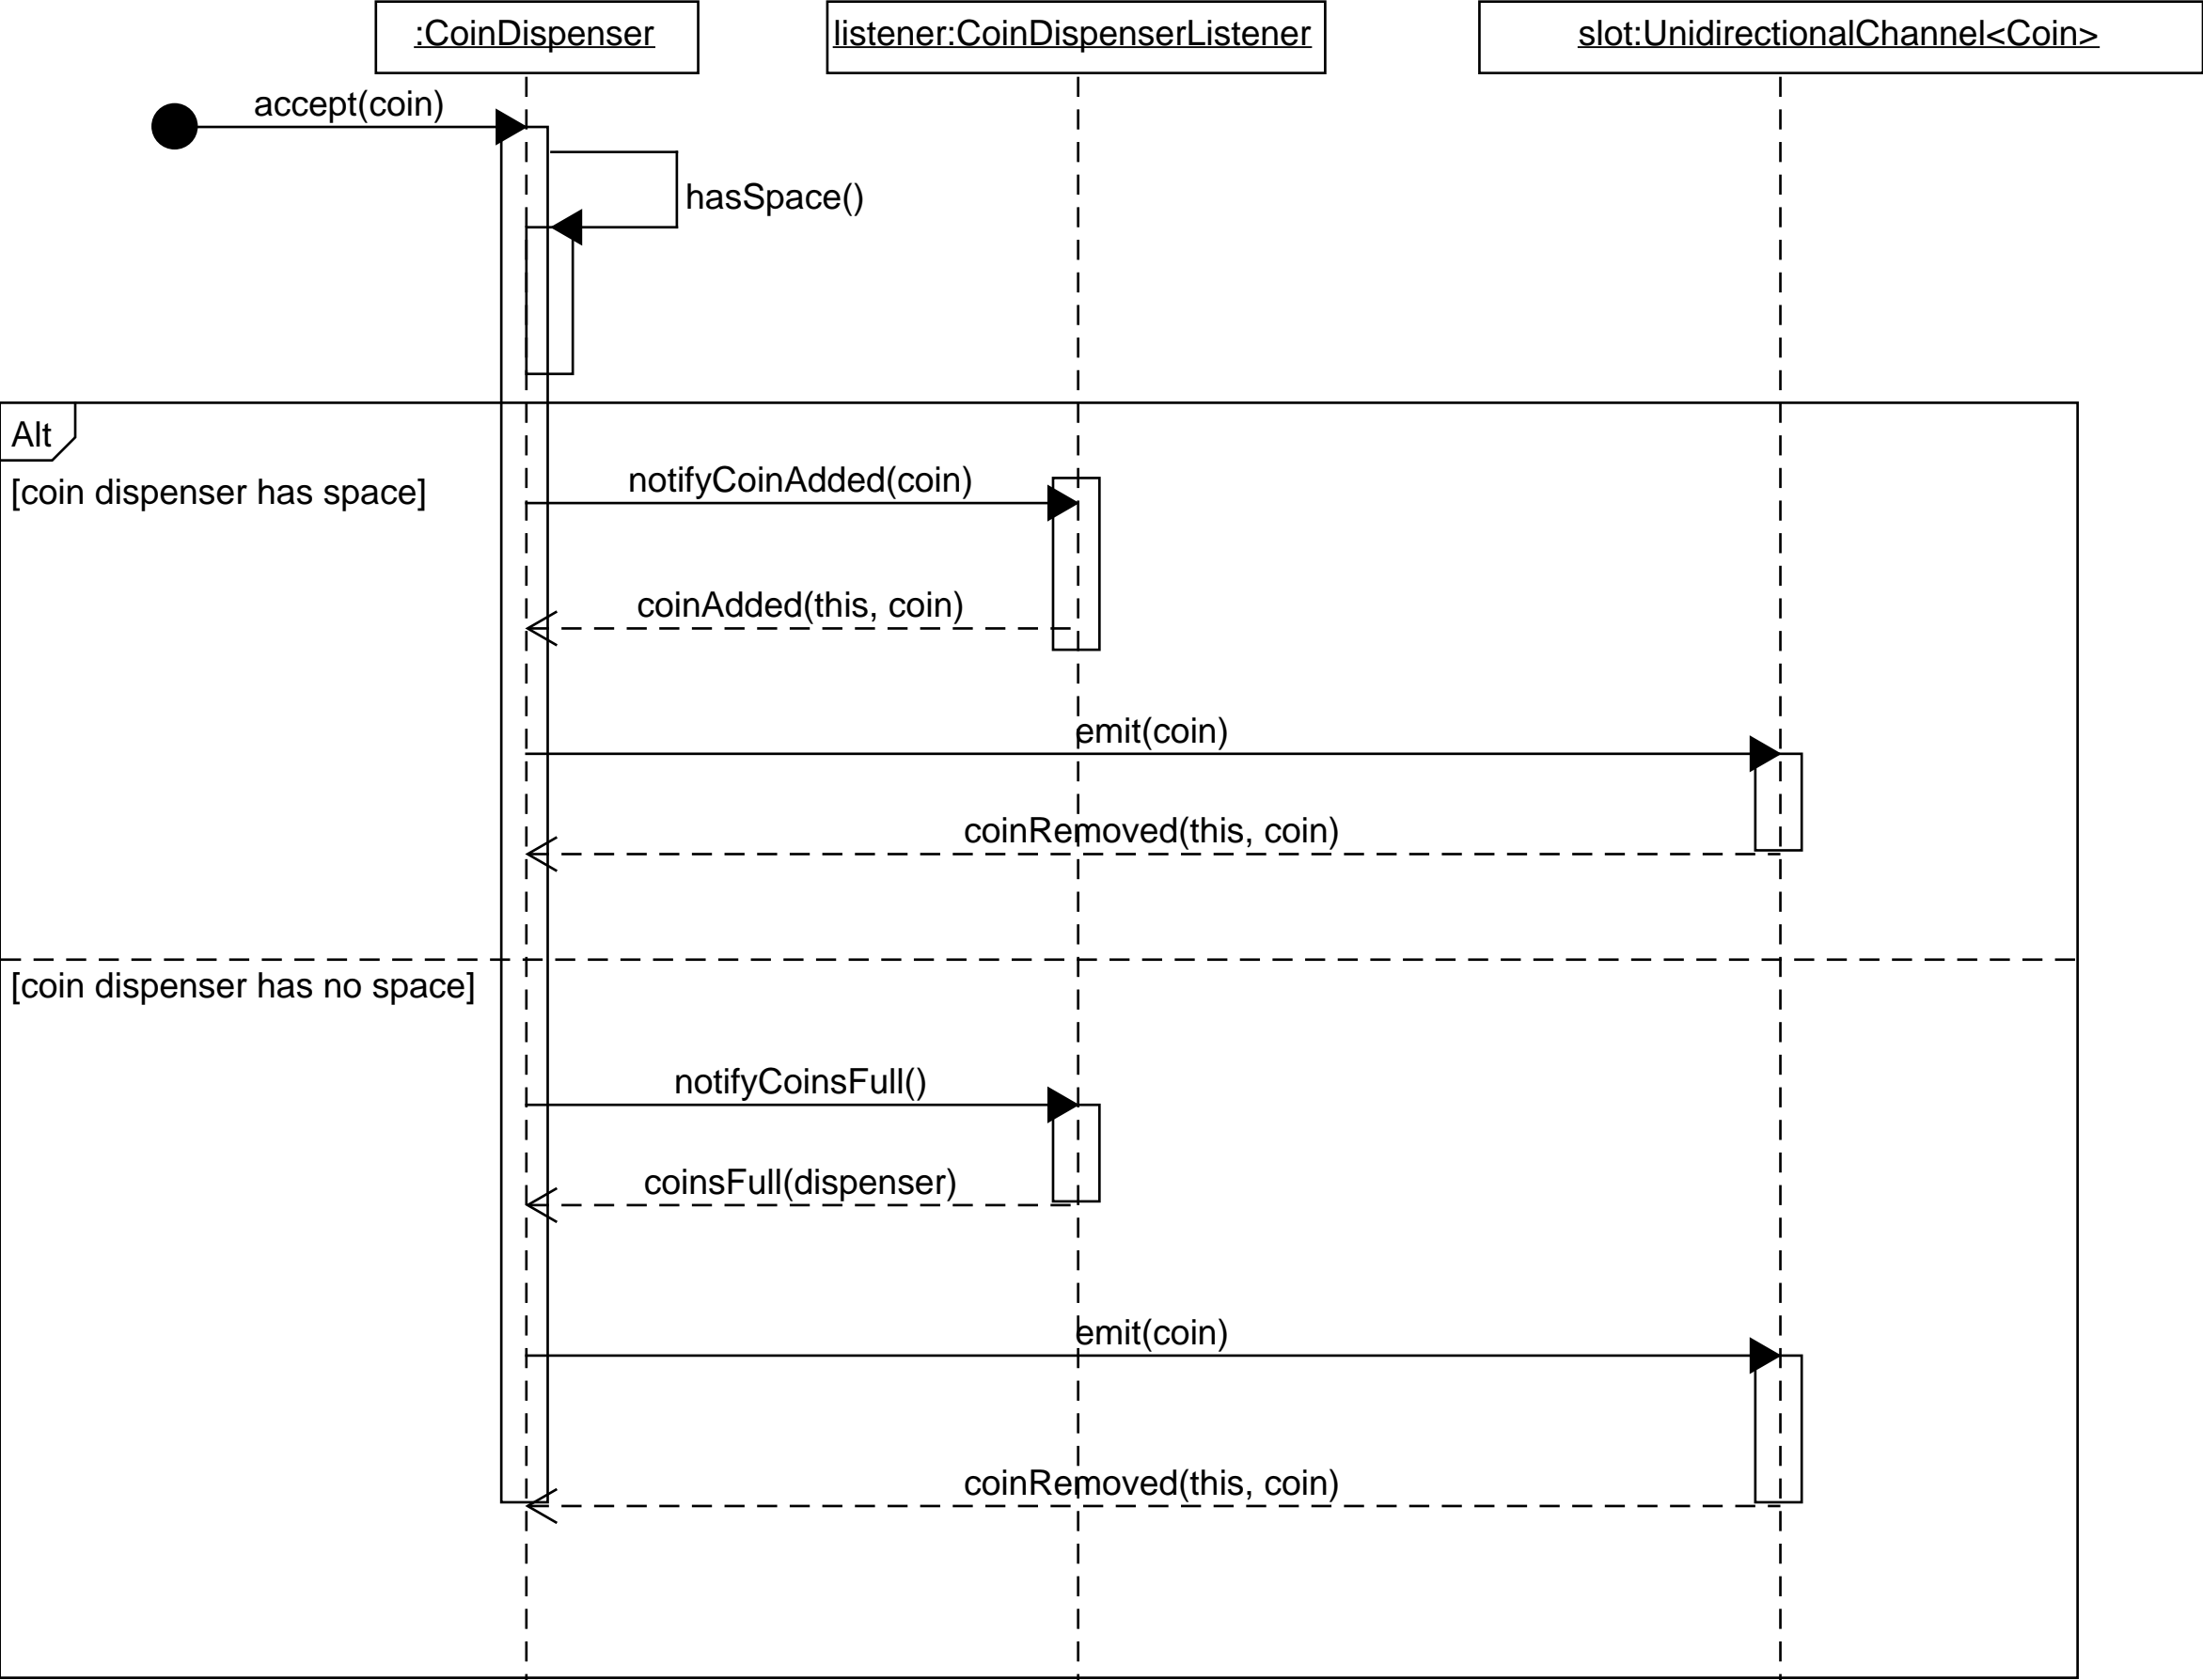 :CoinDispenser
listener:CoinDispenserListener
slot:UnidirectionalChannel<Coin>
accept(coin)
hasSpace()
Alt
[coin dispenser has space]
notifyCoinAdded(coin)
coinAdded(this, coin)
emit(coin)
coinRemoved(this, coin)
[coin dispenser has no space]
notifyCoinsFull()
coinsFull(dispenser)
emit(coin)
coinRemoved(this, coin)